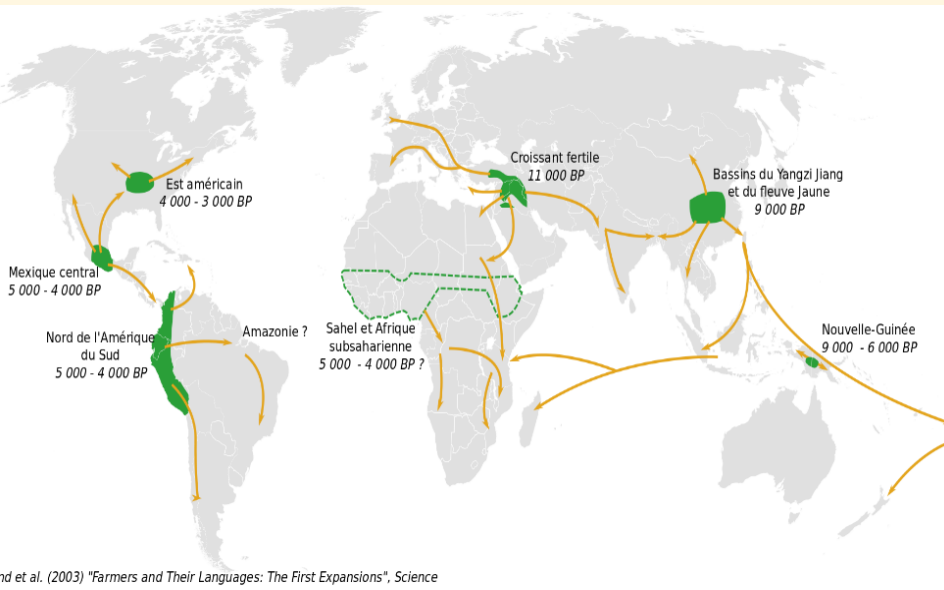 Croissant fertile
11 000 BP
Bassins du Yangzi Jiang
et du fleuve Jaune
9 000 BP
Est américain
4 000 - 3 000 BP
Mexique central
5 000 - 4 000 BP
Nord de l'Amérique
du Sud
5 000 - 4 000 BP
Amazonie ?
Sahel et Afrique
subsaharienne
5 000 - 4 000 BP ?
Nouvelle-Guinée
9 000 - 6 000 BP
et al. (2003) "Farmers and Their Languages: The First Expansions", Science